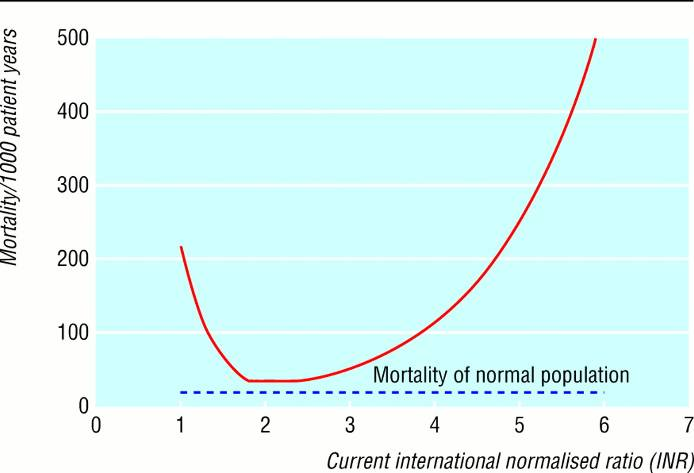 Mortality/1000 patient years
500
400
300
200
100
0
Mortality of normal population
0 1 2 3 4 5 6 7
Current international normalised ratio (INR)